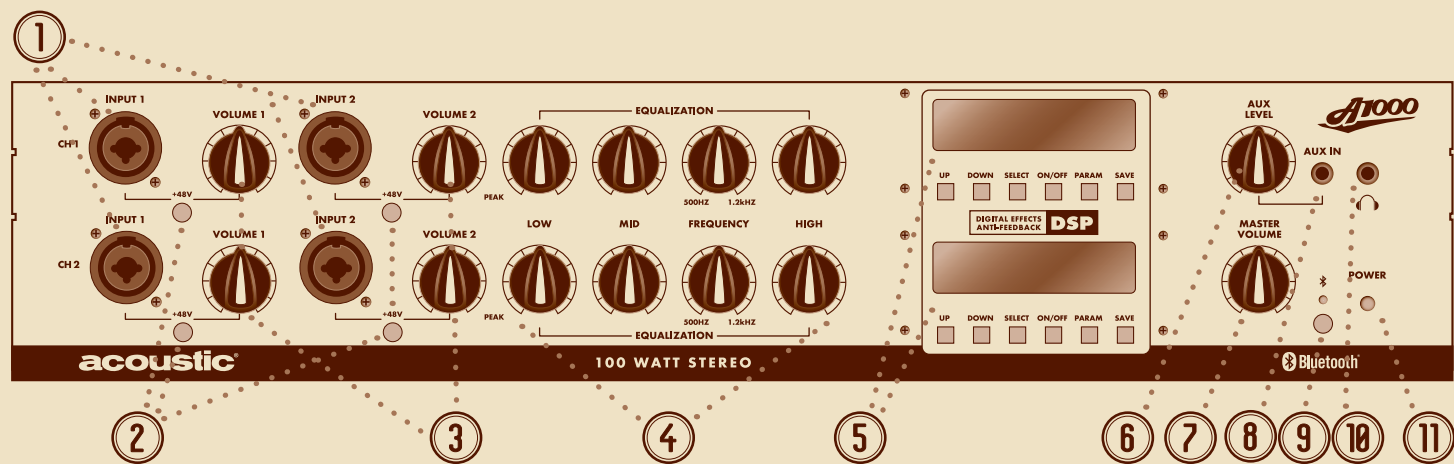 1
INPUT 1
VOLUME 1
INPUT 2
VOLUME 2
EQUALIZATION
CH 1
+48V
+48V
PEAK
500HZ 1.2kHZ
UP DOWN SELECT ON/OFF PARAM SAVE
AUX LEVEL
AUX IN
A1000
INPUT 1
VOLUME 1
INPUT 2
VOLUME 2
LOW
MID
FREQUENCY
HIGH
DIGITAL EFFECTS
ANTI-FEEDBACK
DSP
MASTER
VOLUME
CH 2
+48V
+48V
PEAK
500HZ 1.2kHZ
EQUALIZATION
UP DOWN SELECT ON/OFF PARAM SAVE
POWER
acoustic
100 WATT STEREO
Bluetooth
2 3 4 5 6 7 8 9 10 11